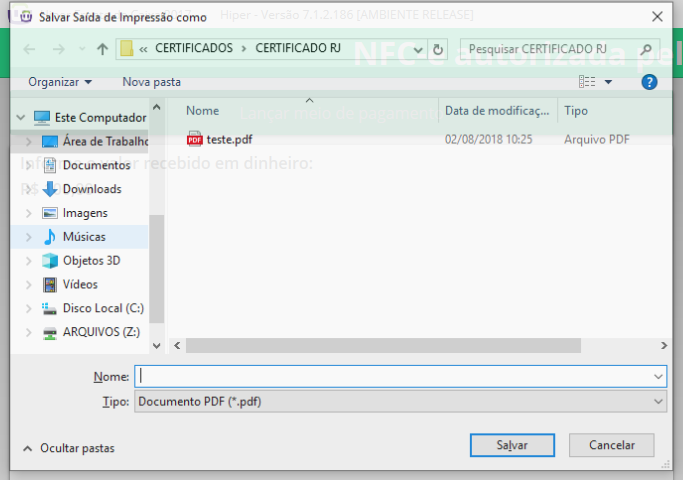 Salvar Saída de Impressão como
Hiper - Versão 7.1.2.186 [AMBIENTE RELEASE]
« CERTIFICADOS › CERTIFICADO RJ
Pesquisar CERTIFICADO RJ
NFC-e autorizada pel
Organizar
Nova pasta
Nome
Data de modificaç...
Tipo
Lançar meio de pagamento
Este Computador
Área de Trabalho
teste.pdf
02/08/2018 10:25
Arquivo PDF
Informe o valor recebido em dinheiro:
Documentos
R$
Downloads
Imagens
Músicas
Objetos 3D
Vídeos
Disco Local (C:)
ARQUIVOS (Z:)
Nome:
Tipo:
Documento PDF (*.pdf)
Ocultar pastas
Salvar
Cancelar